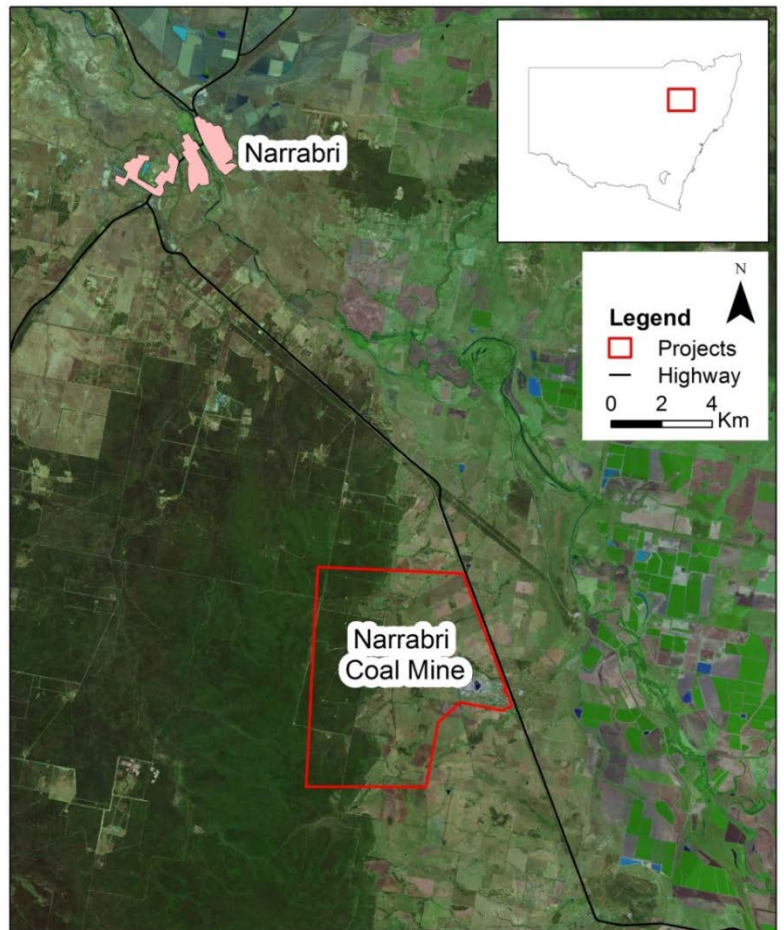 Narrabri
N
Legend
Projects
Highway
0 2 4
Km
Narrabri
Coal Mine